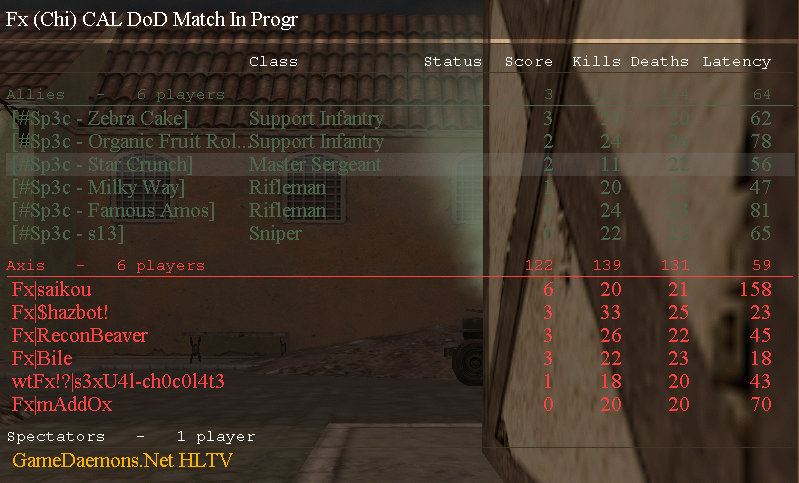 Fx (Chi) CAL DoD Match In Progr
Class Status Score Kills Deaths Latency
Allies - 6 players 3 64
[#Sp3c - Zebra Cake] Support Infantry 3 20 62
[#Sp3c - Organic Fruit Rol... Support Infantry 2 24 78
[#Sp3c - Star Crunch] Master Sergeant 2 11 22 56
[#Sp3c - Milky Way] Rifleman 1 20 47
[#Sp3c - Famous Amos] Rifleman 24 23 81
[#Sp3c - s13] Sniper 22 65
Axis - 6 players 122 139 131 59
Fx|saikou 6 20 21 158
Fx|$hazbot! 3 33 25 23
Fx|ReconBeaver 3 26 22 45
Fx|Bile 3 22 23 18
wtFx!?|s3xU4l-ch0c0l4t3 1 18 20 43
Fx|mAddOx 0 20 20 70
Spectators - 1 player
GameDaemons.Net HLTV